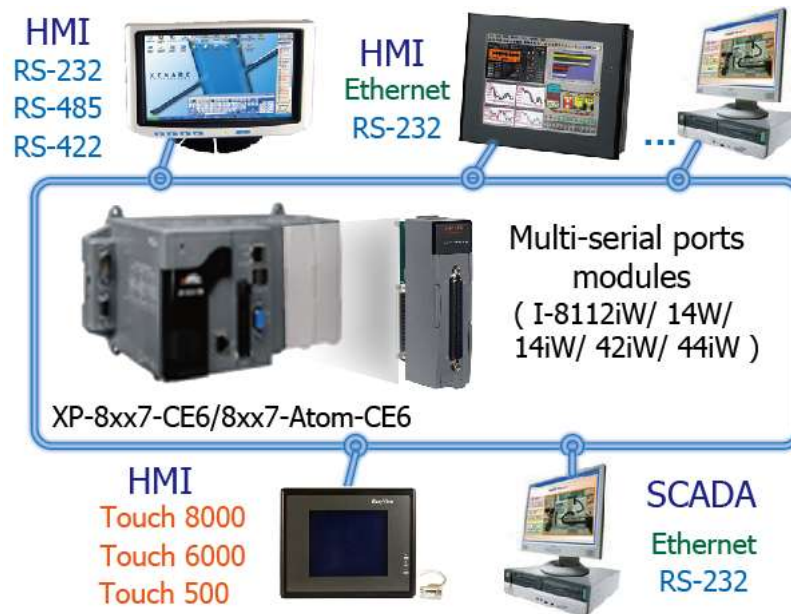 HMI
RS-232
RS-485
RS-422
XENARC
HMI
Ethernet
RS-232
...
Multi-serial ports
modules
( I-8112iW/ 14W/
14iW/ 42iW/ 44iW )
XP-8xx7-CE6/8xx7-Atom-CE6
HMI
Touch 8000
Touch 6000
Touch 500
SCADA
Ethernet
RS-232